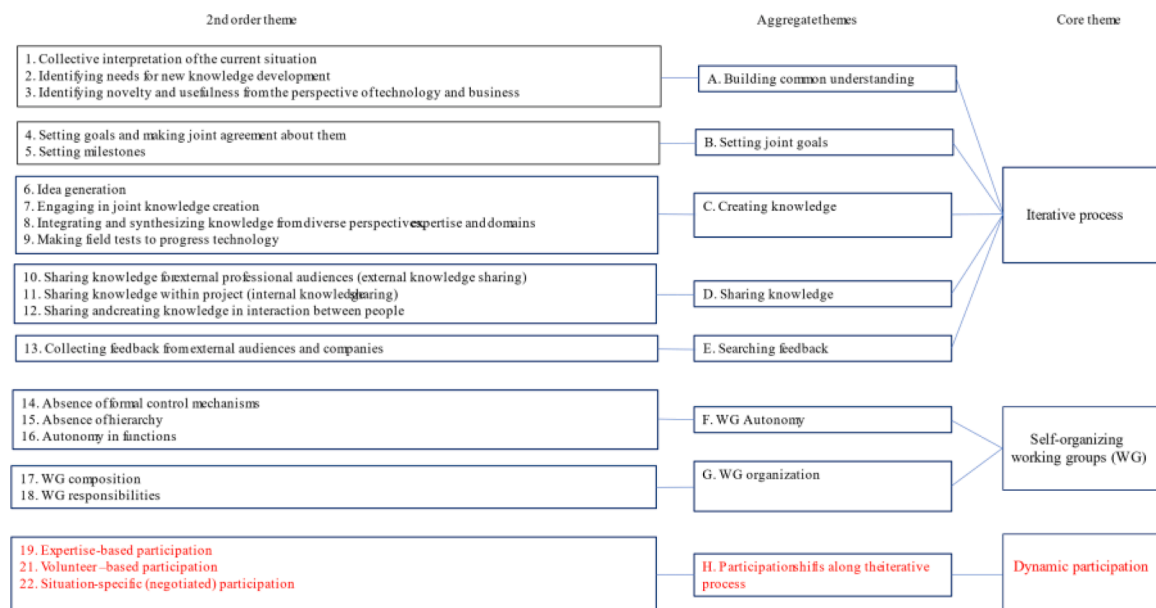 2nd order theme
Aggregatethemes
Core theme
1. Collective interpretation of the current situation
2. Identifying needs for new knowledge development
3. Identifying novelty and usefulness from the perspective of technology and business
A. Building common understanding
4. Setting goals and making joint agreement about them
5. Setting milestones
B. Setting joint goals
6. Idea generation
7. Engaging in joint knowledge creation
8. Integrating and synthesizing knowledge from diverse perspectives, expertise and domains
9. Making field tests to progress technology
C. Creating knowledge
Iterative process
10. Sharing knowledge for external professional audiences (external knowledge sharing)
11. Sharing knowledge within project (internal knowledge sharing)
12. Sharing and creating knowledge in interaction between people
D. Sharing knowledge
13. Collecting feedback from external audiences and companies
E. Searching feedback
14. Absence of formal control mechanisms
15. Absence of hierarchy
16. Autonomy in functions
F. WG Autonomy
17. WG composition
18. WG responsibilities
G. WG organization
Self-organizing
working groups (WG)
19. Expertise-based participation
21. Volunteer –based participation
22. Situation-specific (negotiated) participation
H. Participation shifts along the iterative
process
Dynamic participation